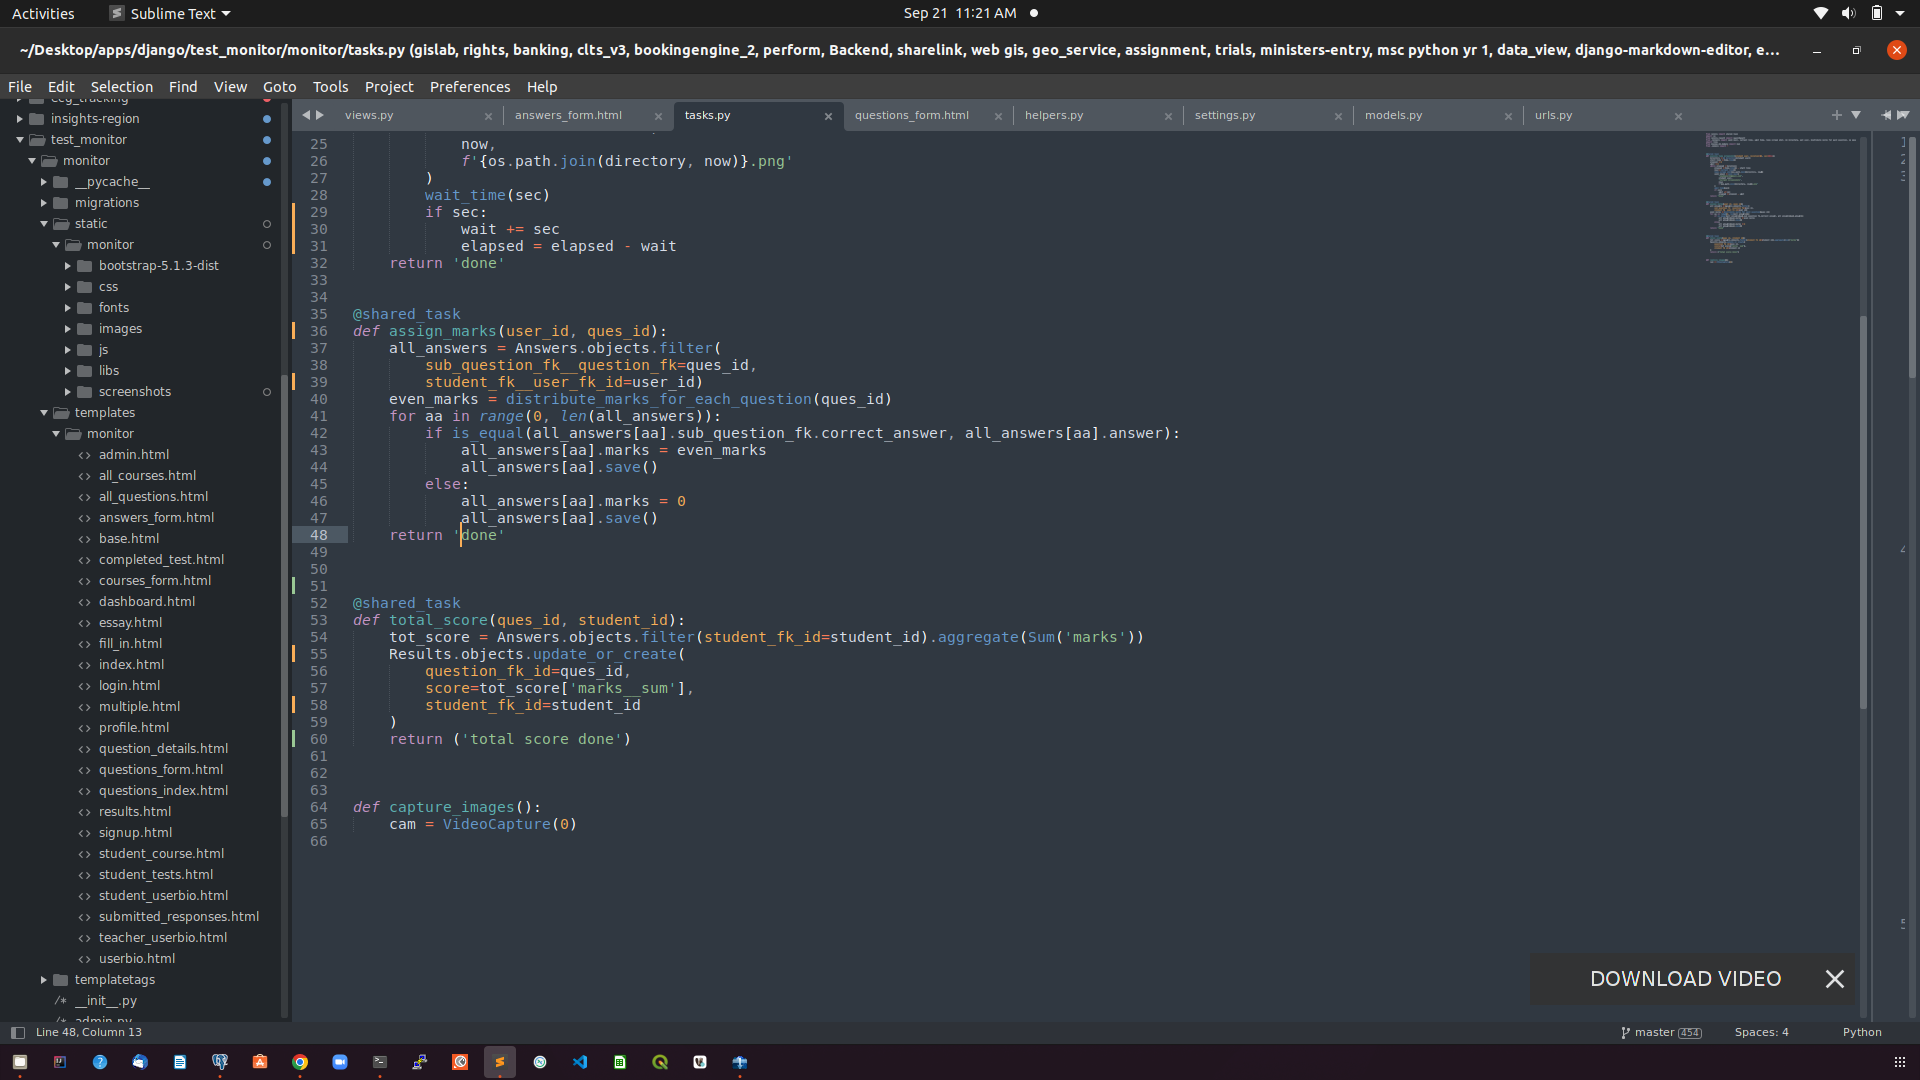 Activities
Sublime Text
Sep 21 11:21 AM
~/Desktop/apps/django/test_monitor/monitor/tasks.py (gislab, rights, banking, clts_v3, bookingengine_2, perform, Backend, sharelink, web gis, geo_service, assignment, trials, ministers-entry, msc python yr 1, data_view, django-markdown-editor, e...
File Edit Selection Find View Goto Tools Project Preferences Help
insights-region
test_monitor
monitor
__pycache__
migrations
static
monitor
bootstrap-5.1.3-dist
css
fonts
images
js
libs
screenshots
templates
monitor
admin.html
all_courses.html
all_questions.html
answers_form.html
base.html
completed_test.html
courses_form.html
dashboard.html
essay.html
fill_in.html
index.html
login.html
multiple.html
profile.html
question_details.html
questions_form.html
questions_index.html
results.html
signup.html
student_course.html
student_tests.html
student_userbio.html
submitted_responses.html
teacher_userbio.html
userbio.html
templatetags
/* __init__.py
/* admin.py
views.py answers_form.html tasks.py questions_form.html helpers.py settings.py models.py urls.py
25 now,
26 f'{os.path.join(directory, now)}.png'
27 )
28 wait_time(sec)
29 if sec:
30 wait += sec
31 elapsed = elapsed - wait
32 return 'done'
33
34
35 @shared_task
36 def assign_marks(user_id, ques_id):
37 all_answers = Answers.objects.filter(
38 sub_question_fk__question_fk=ques_id,
39 student_fk__user_fk_id=user_id)
40 even_marks = distribute_marks_for_each_question(ques_id)
41 for aa in range(0, len(all_answers)):
42 if is_equal(all_answers[aa].sub_question_fk.correct_answer, all_answers[aa].answer):
43 all_answers[aa].marks = even_marks
44 all_answers[aa].save()
45 else:
46 all_answers[aa].marks = 0
47 all_answers[aa].save()
48 return 'done'
49
50
51
52 @shared_task
53 def total_score(ques_id, student_id):
54 tot_score = Answers.objects.filter(student_fk_id=student_id).aggregate(Sum('marks'))
55 Results.objects.update_or_create(
56 question_fk_id=ques_id,
57 score=tot_score['marks__sum'],
58 student_fk_id=student_id
59 )
60 return ('total score done')
61
62
63
64 def capture_images():
65 cam = VideoCapture(0)
66
DOWNLOAD VIDEO
Line 48, Column 13
master 454
Spaces: 4
Python